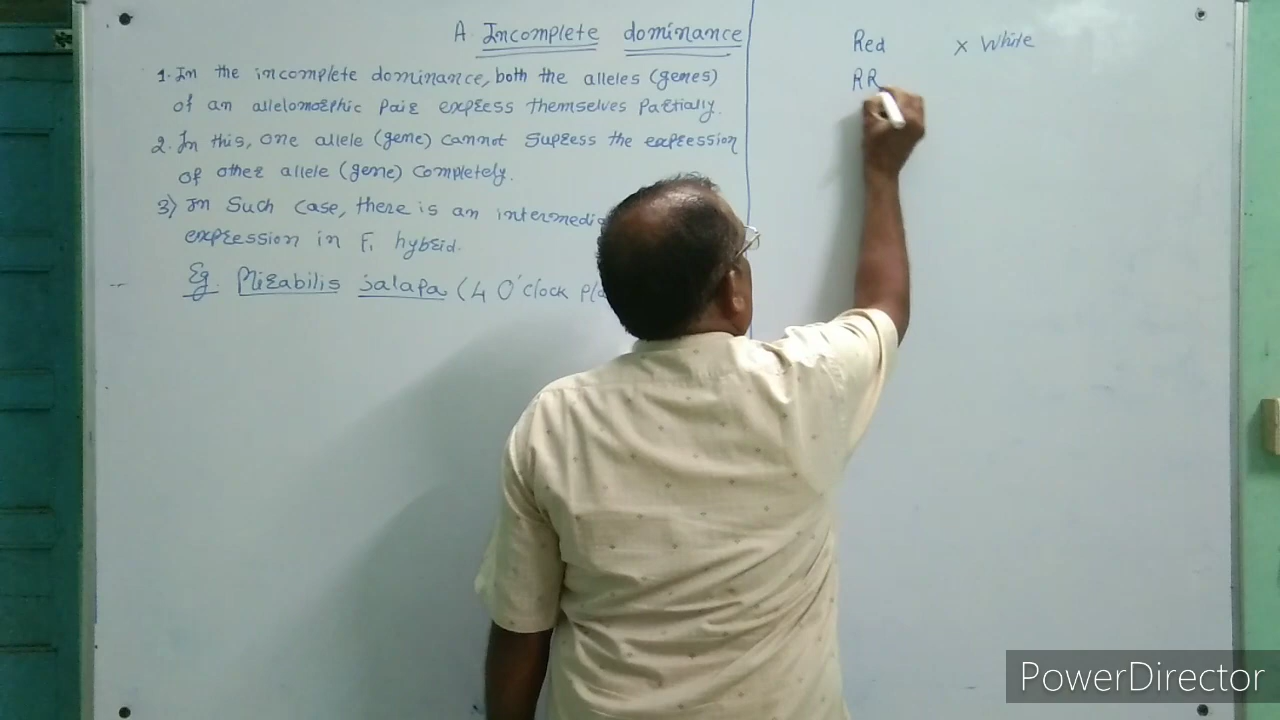 A Incomplete dominance
1. In the incomplete dominance, both the alleles (genes)
of an allelomorphic pair express themselves partially.
2. In this, one allele (gene) cannot supress the expression
of other allele (gene) completely.
3) In Such case, there is an
expression in F1 hybrid.
Eg. Mirabilis Jalapa (4 O'clock
Red x White
RR
PowerDirector